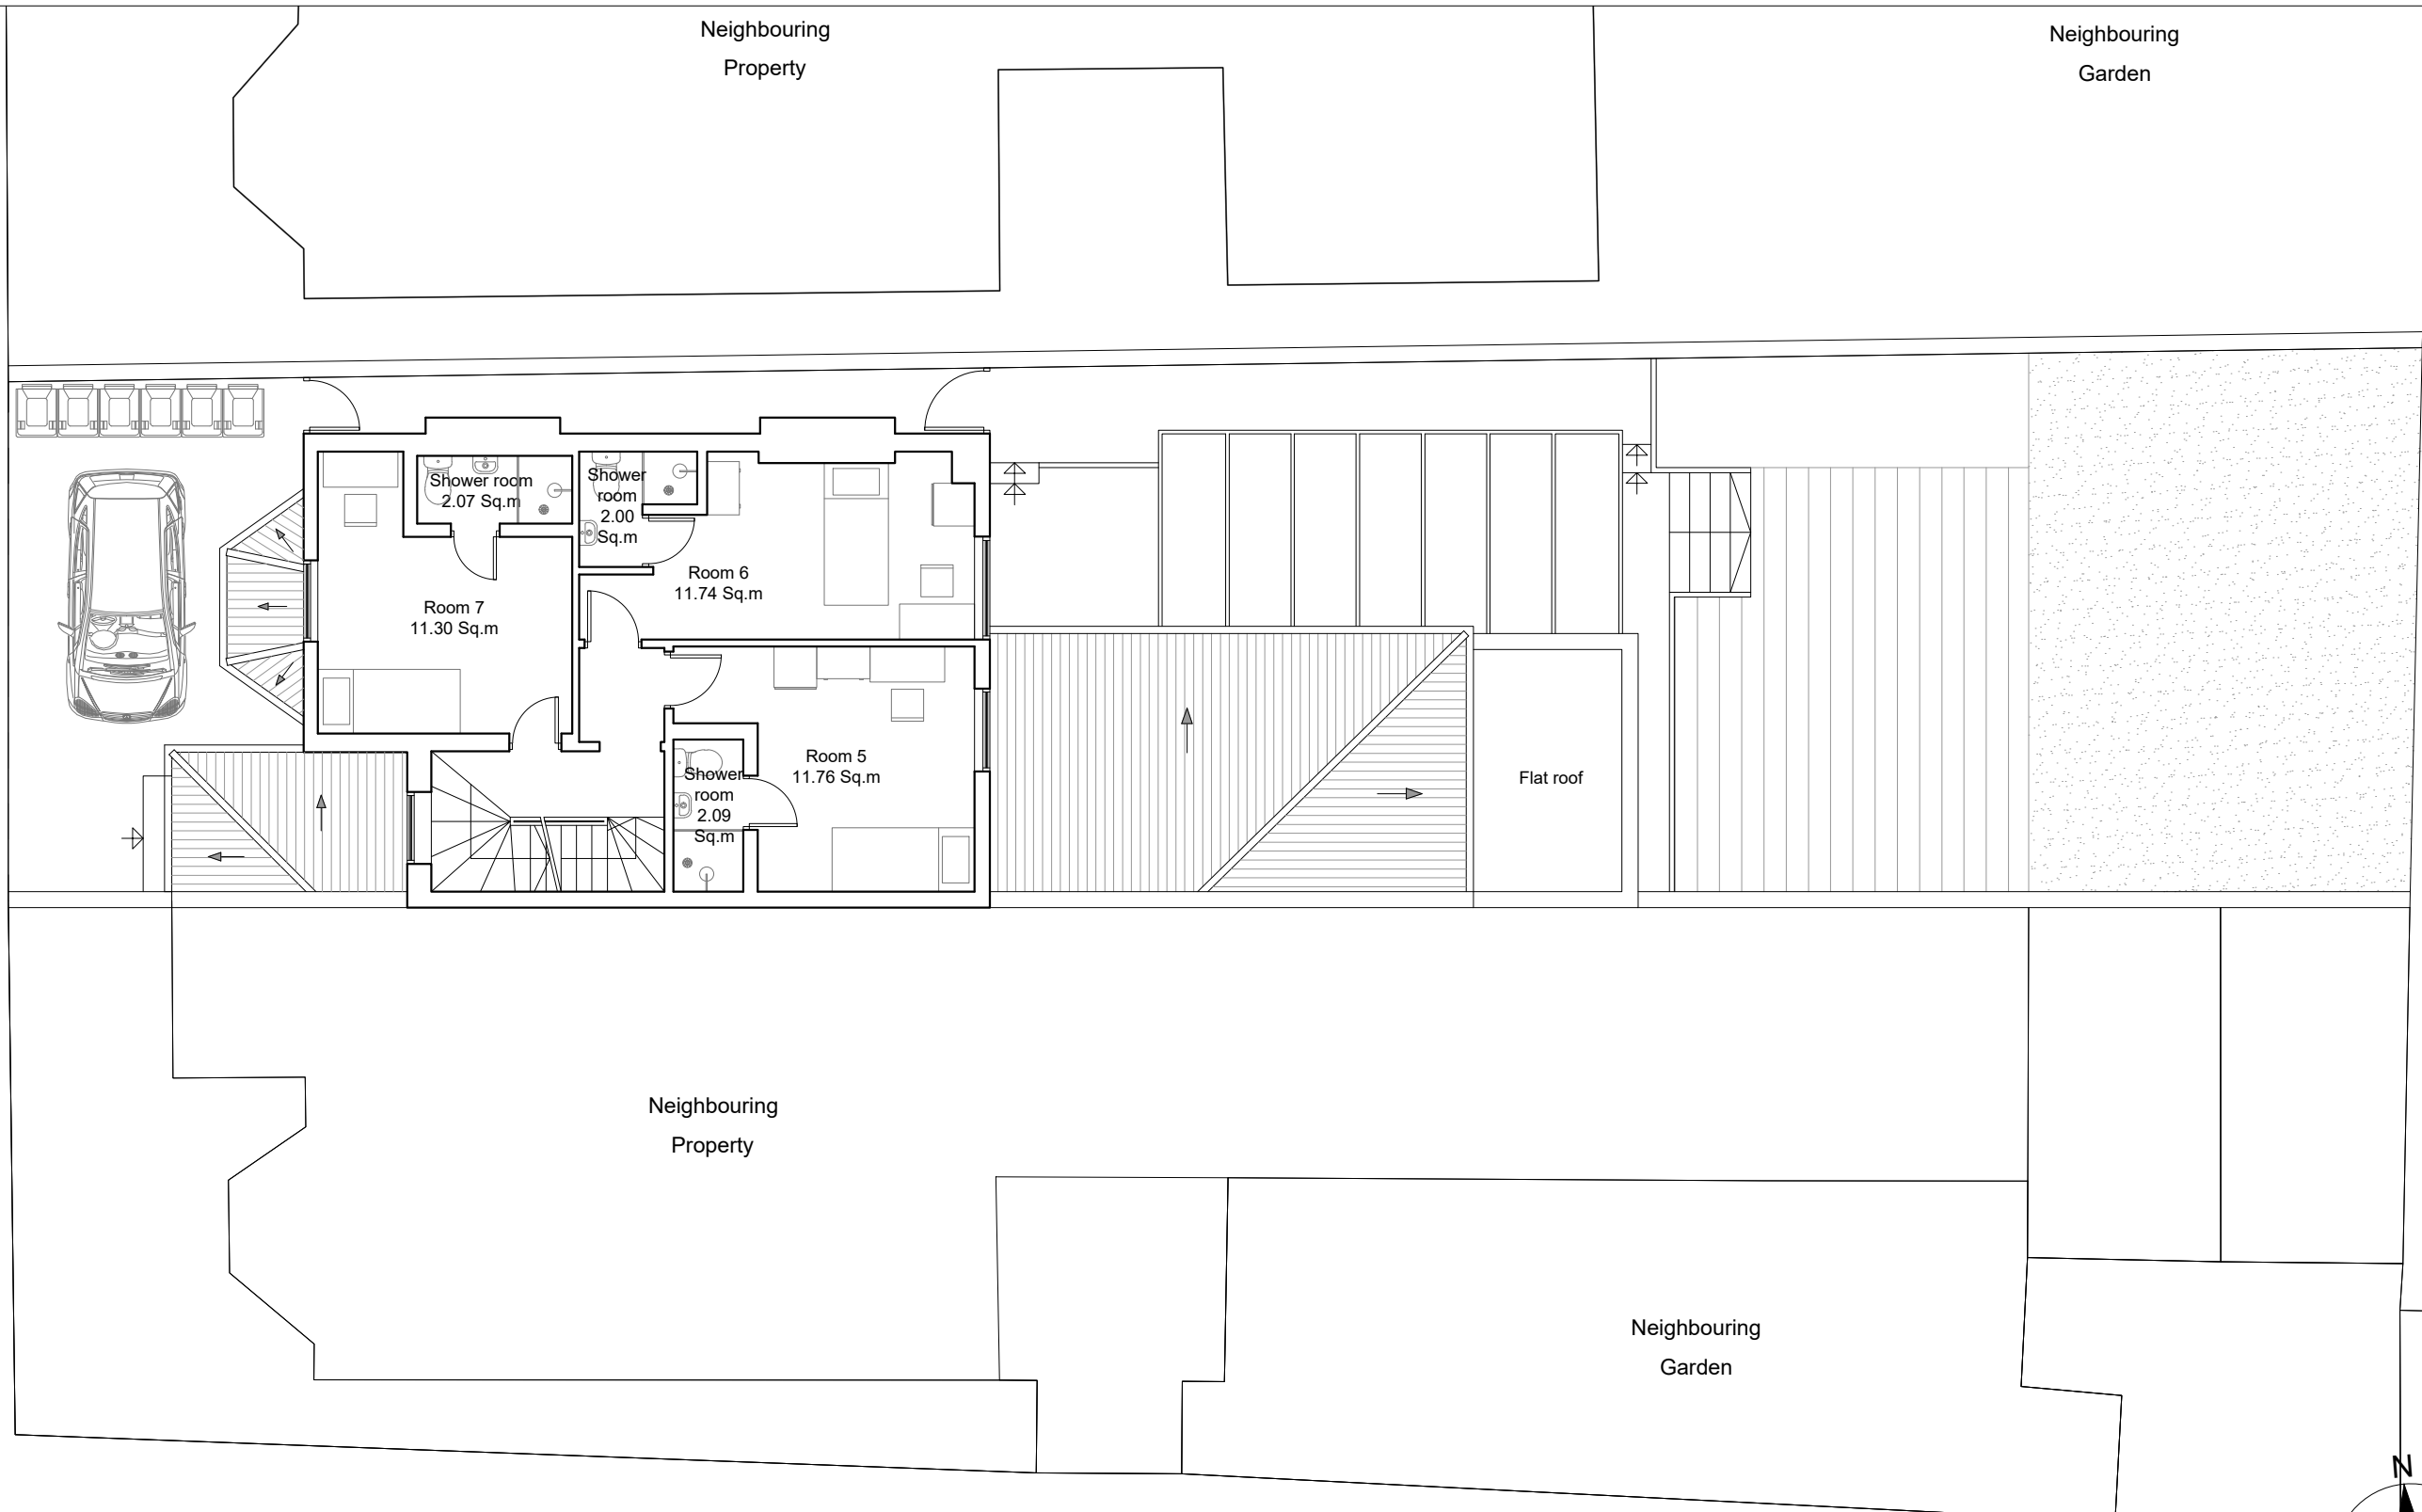 Neighbouring
Property
Neighbouring
Garden
Shower room
2.07 Sq.m
Shower
room
2.00
Sq.m
Room 6
11.74 Sq.m
Room 7
11.30 Sq.m
Room 5
11.76 Sq.m
Shower
room
2.09
Sq.m
Flat roof
Neighbouring
Property
Neighbouring
Garden
N